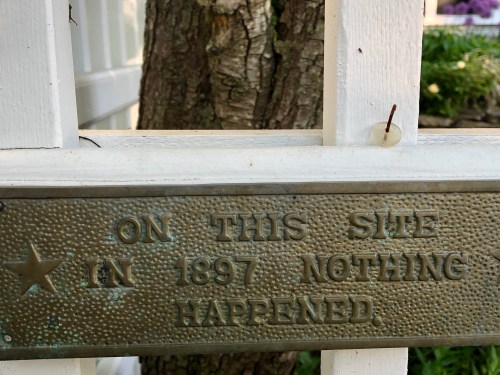 ON THIS SITE
IN 1897 NOTHING
HAPPENED.